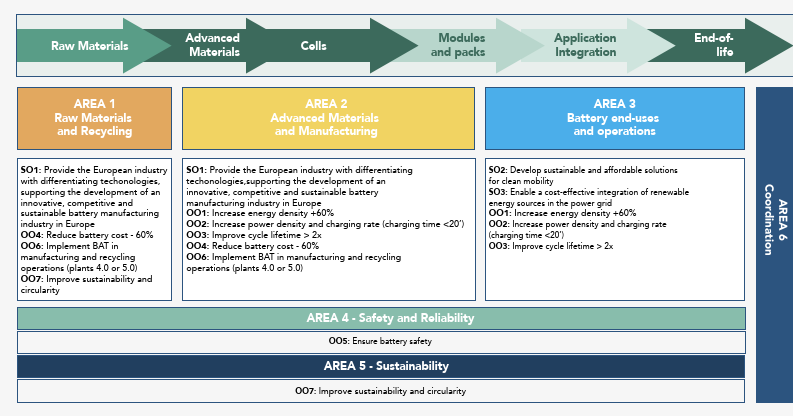 Raw Materials
Advanced
Materials
Cells
Modules
and packs
Application
Integration
End-of-
life
AREA 1
Raw Materials
and Recycling
SO1: Provide the European industry
with differentiating techonologies,
supporting the development of an
innovative, competitive and
sustainable battery manufacturing
industry in Europe
OO4: Reduce battery cost - 60%
OO6: Implement BAT in
manufacturing and recycling
operations (plants 4.0 or 5.0)
OO7: Improve sustainability and
circularity
AREA 2
Advanced Materials
and Manufacturing
SO1: Provide the European industry with differentiating
techonologies,supporting the development of an
innovative, competitive and sustainable battery
manufacturing industry in Europe
OO1: Increase energy density +60%
OO2: Increase power density and charging rate (charging time <20')
OO3: Improve cycle lifetime > 2x
OO4: Reduce battery cost - 60%
OO6: Implement BAT in manufacturing and recycling
operations (plants 4.0 or 5.0)
AREA 3
Battery end-uses
and operations
SO2: Develop sustainable and affordable solutions
for clean mobility
SO3: Enable a cost-effective integration of renewable
energy sources in the power grid
OO1: Increase energy density +60%
OO2: Increase power density and charging rate
(charging time <20')
OO3: Improve cycle lifetime > 2x
AREA 6
Coordination
AREA 4 - Safety and Reliability
OO5: Ensure battery safety
AREA 5 - Sustainability
OO7: Improve sustainability and circularity